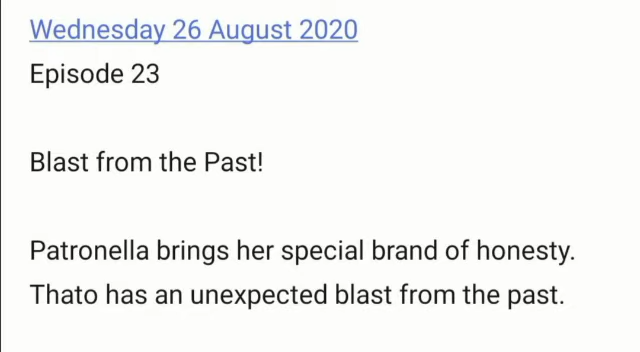 Wednesday 26 August 2020
Episode 23
Blast from the Past!
Patronella brings her special brand of honesty.
Thato has an unexpected blast from the past.